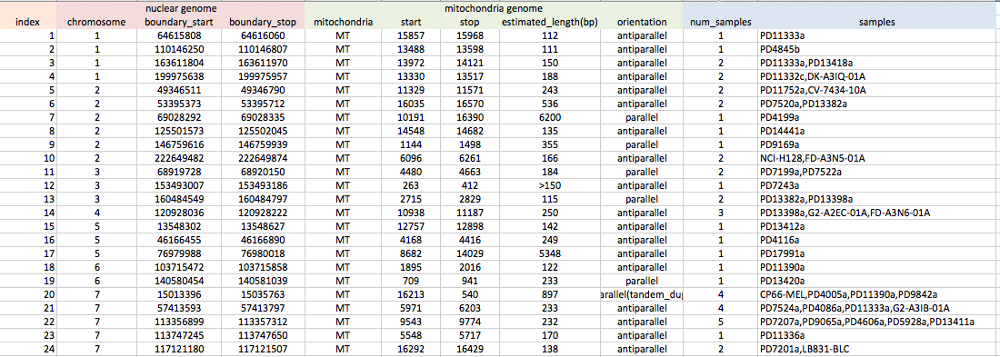 nuclear genome mitochondria genome
index chromosome boundary_start boundary_stop mitochondria start stop estimated_length(bp) orientation num_samples samples
1 1 64615808 64616060 MT 15857 15968 112 antiparallel 1 PD11333a
2 1 110146250 110146807 MT 13488 13598 111 antiparallel 1 PD4845b
3 1 163611804 163611970 MT 13972 14121 150 antiparallel 2 PD11333a,PD13418a
4 1 199975638 199975957 MT 13330 13517 188 antiparallel 2 PD11332c,DK-A3IQ-01A
5 2 49346511 49346790 MT 11329 11571 243 antiparallel 2 PD11752a,CV-7434-10A
6 2 53395373 53395712 MT 16035 16570 536 antiparallel 2 PD7520a,PD13382a
7 2 69028292 69028335 MT 10191 16390 6200 parallel 1 PD4199a
8 2 125501573 125502045 MT 14548 14682 135 antiparallel 1 PD14441a
9 2 146759616 146759939 MT 1144 1498 355 parallel 1 PD9169a
10 2 222649482 222649874 MT 6096 6261 166 antiparallel 2 NCI-H128,FD-A3N5-01A
11 3 68919728 68920150 MT 4480 4663 184 parallel 2 PD7199a,PD7522a
12 3 153493007 153493186 MT 263 412 >150 antiparallel 1 PD7243a
13 3 160484549 160484797 MT 2715 2829 115 parallel 2 PD13382a,PD13398a
14 4 120928036 120928222 MT 10938 11187 250 antiparallel 3 PD13398a,G2-A2EC-01A,FD-A3N6-01A
15 5 13548302 13548627 MT 12757 12898 142 antiparallel 1 PD13412a
16 5 46166455 46166890 MT 4168 4416 249 antiparallel 1 PD4116a
17 5 76979988 76980018 MT 8682 14029 5348 antiparallel 1 PD17991a
18 6 103715472 103715858 MT 1895 2016 122 antiparallel 1 PD11390a
19 6 140580454 140581039 MT 709 941 233 parallel 1 PD13420a
20 7 15013396 15035763 MT 16213 540 897 arallel(tandem_du 4 CP66-MEL,PD4005a,PD11390a,PD9842a
21 7 57413593 57413797 MT 5971 6203 233 antiparallel 4 PD7524a,PD4086a,PD11333a,G2-A3IB-01A
22 7 113356899 113357312 MT 9543 9774 232 antiparallel 5 PD7207a,PD9065a,PD4606a,PD5928a,PD13411a
23 7 113747245 113747650 MT 5548 5717 170 antiparallel 1 PD11336a
24 7 117121180 117121507 MT 16292 16429 138 antiparallel 2 PD7201a,LB831-BLC